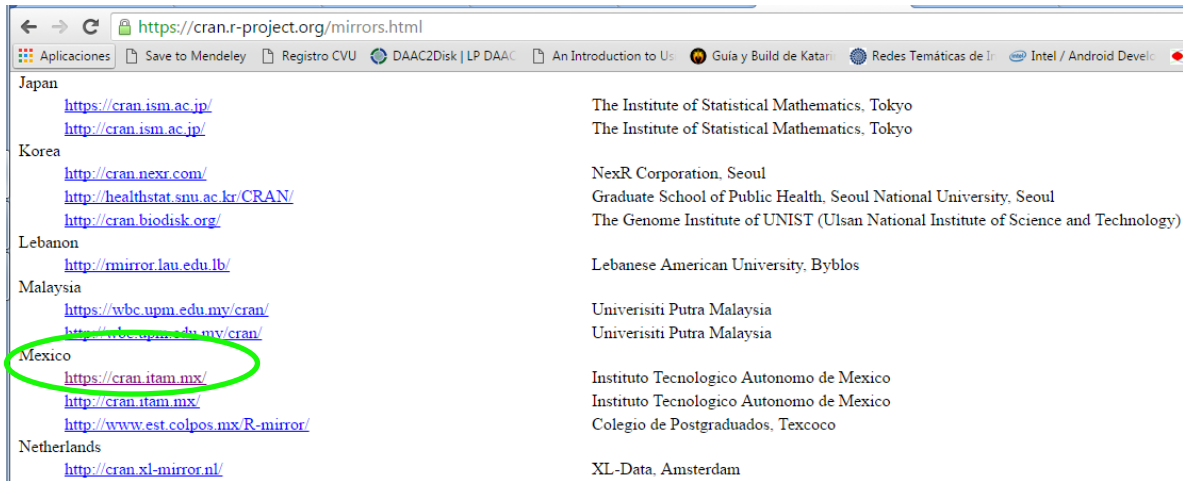 https://cran.r-project.org/mirrors.html
Aplicaciones Save to Mendeley Registro CVU DAAC2Disk | LP DAAC An Introduction to Us Guía y Build de Katari Redes Temáticas de In Intel / Android Develo
Japan
https://cran.ism.ac.jp/ The Institute of Statistical Mathematics, Tokyo
http://cran.ism.ac.jp/ The Institute of Statistical Mathematics, Tokyo
Korea
http://cran.nexr.com/ NexR Corporation, Seoul
http://healthstat.snu.ac.kr/CRAN/ Graduate School of Public Health, Seoul National University, Seoul
http://cran.biodisk.org/ The Genome Institute of UNIST (Ulsan National Institute of Science and Technology)
Lebanon
http://rmirror.lau.edu.lb/ Lebanese American University, Byblos
Malaysia
https://wbc.upm.edu.my/cran/ Univerisiti Putra Malaysia
http://wbc.upm.edu.my/cran/ Univerisiti Putra Malaysia
Mexico
https://cran.itam.mx/ Instituto Tecnologico Autonomo de Mexico
http://cran.itam.mx/ Instituto Tecnologico Autonomo de Mexico
http://www.est.colpos.mx/R-mirror/ Colegio de Postgraduados, Texcoco
Netherlands
http://cran.xl-mirror.nl/ XL-Data, Amsterdam